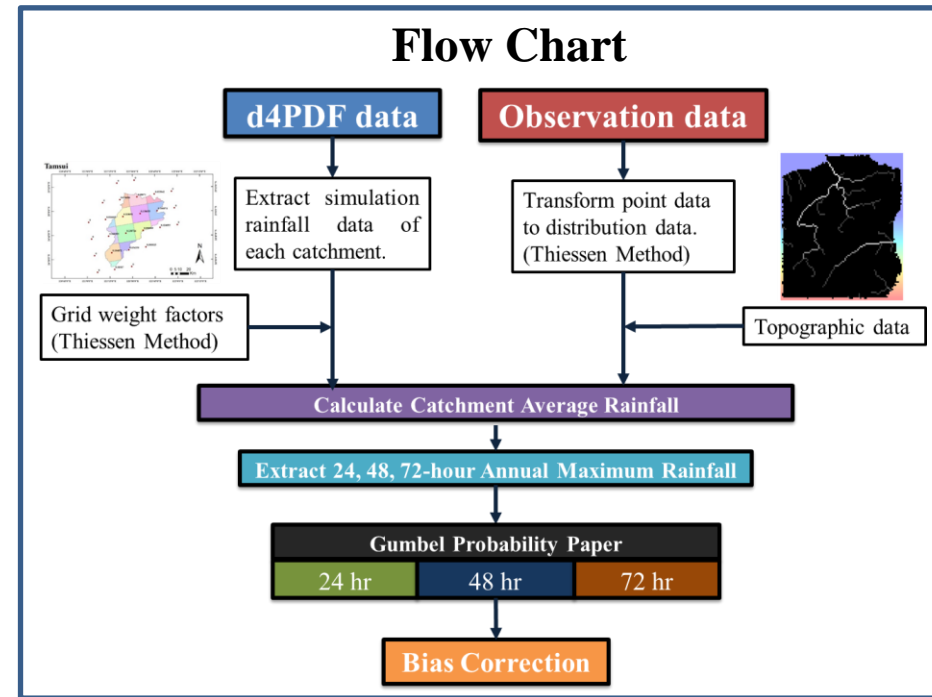 Flow Chart
d4PDF data
Observation data
Tamsui
Extract simulation
rainfall data of
each catchment.
Transform point data
to distribution data.
(Thiessen Method)
N
Grid weight factors
(Thiessen Method)
Topographic data
Calculate Catchment Average Rainfall
Extract 24, 48, 72-hour Annual Maximum Rainfall
Gumbel Probability Paper
24 hr
48 hr
72 hr
Bias Correction